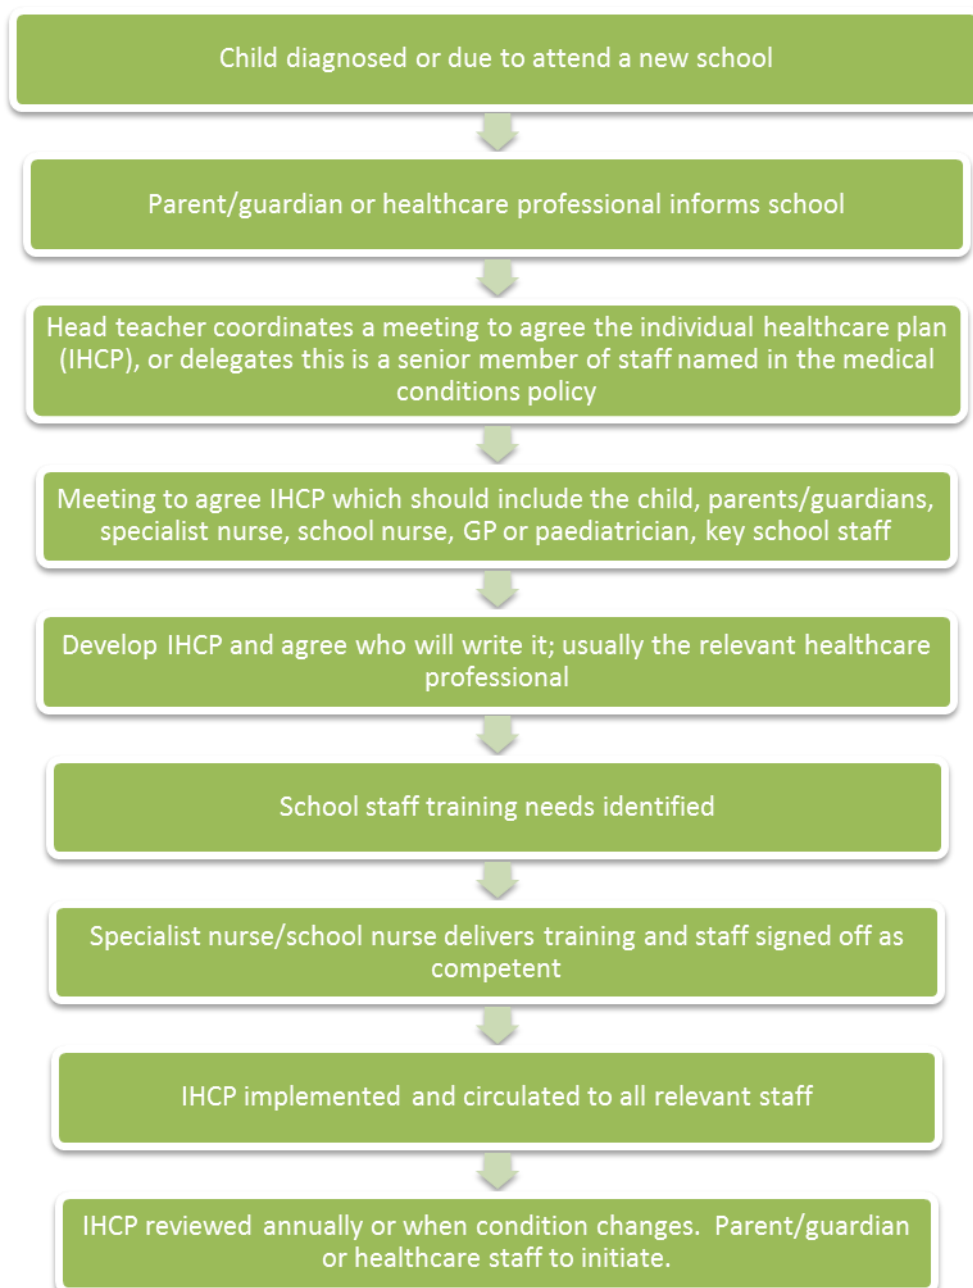 Child diagnosed or due to attend a new school
Parent/guardian or healthcare professional informs school
Head teacher coordinates a meeting to agree the individual healthcare plan
(IHCP), or delegates this is a senior member of staff named in the medical
conditions policy
Meeting to agree IHCP which should include the child, parents/guardians,
specialist nurse, school nurse, GP or paediatrician, key school staff
Develop IHCP and agree who will write it; usually the relevant healthcare
professional
School staff training needs identified
Specialist nurse/school nurse delivers training and staff signed off as
competent
IHCP implemented and circulated to all relevant staff
IHCP reviewed annually or when condition changes. Parent/guardian
or healthcare staff to initiate.